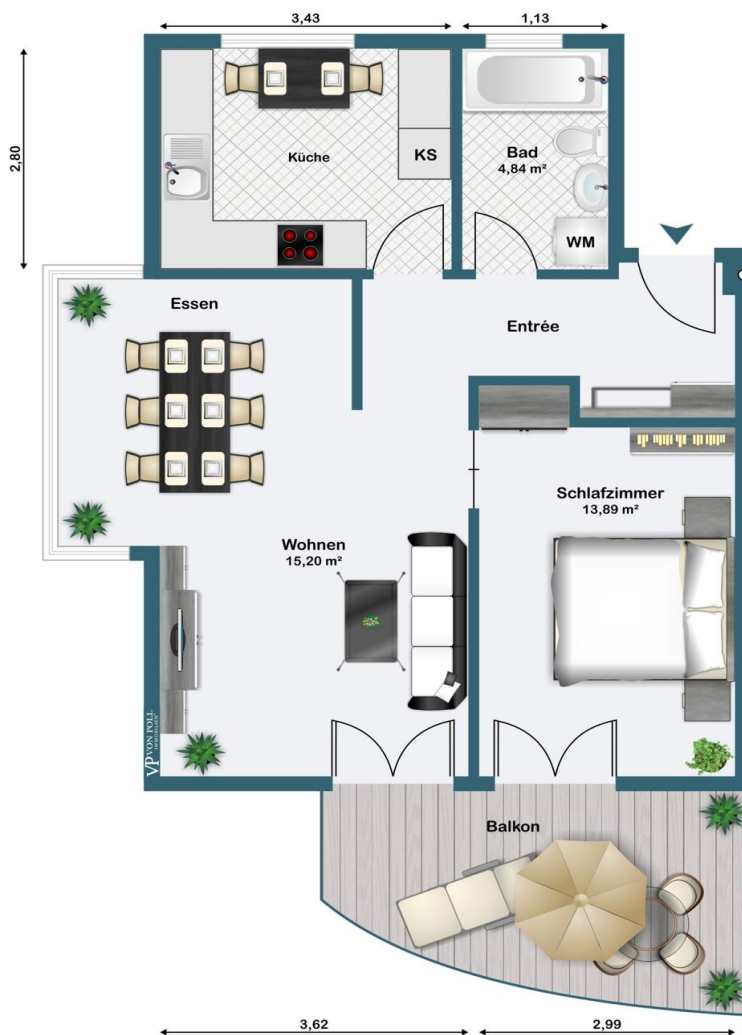 3,43
1,13
2,80
Küche
KS
Bad
4,84 m²
WM
Essen
Entrée
Schlafzimmer
13,89 m²
Wohnen
15,20 m²
VP VON POLL
IMMOBILIEN
Balkon
3,62
2,99